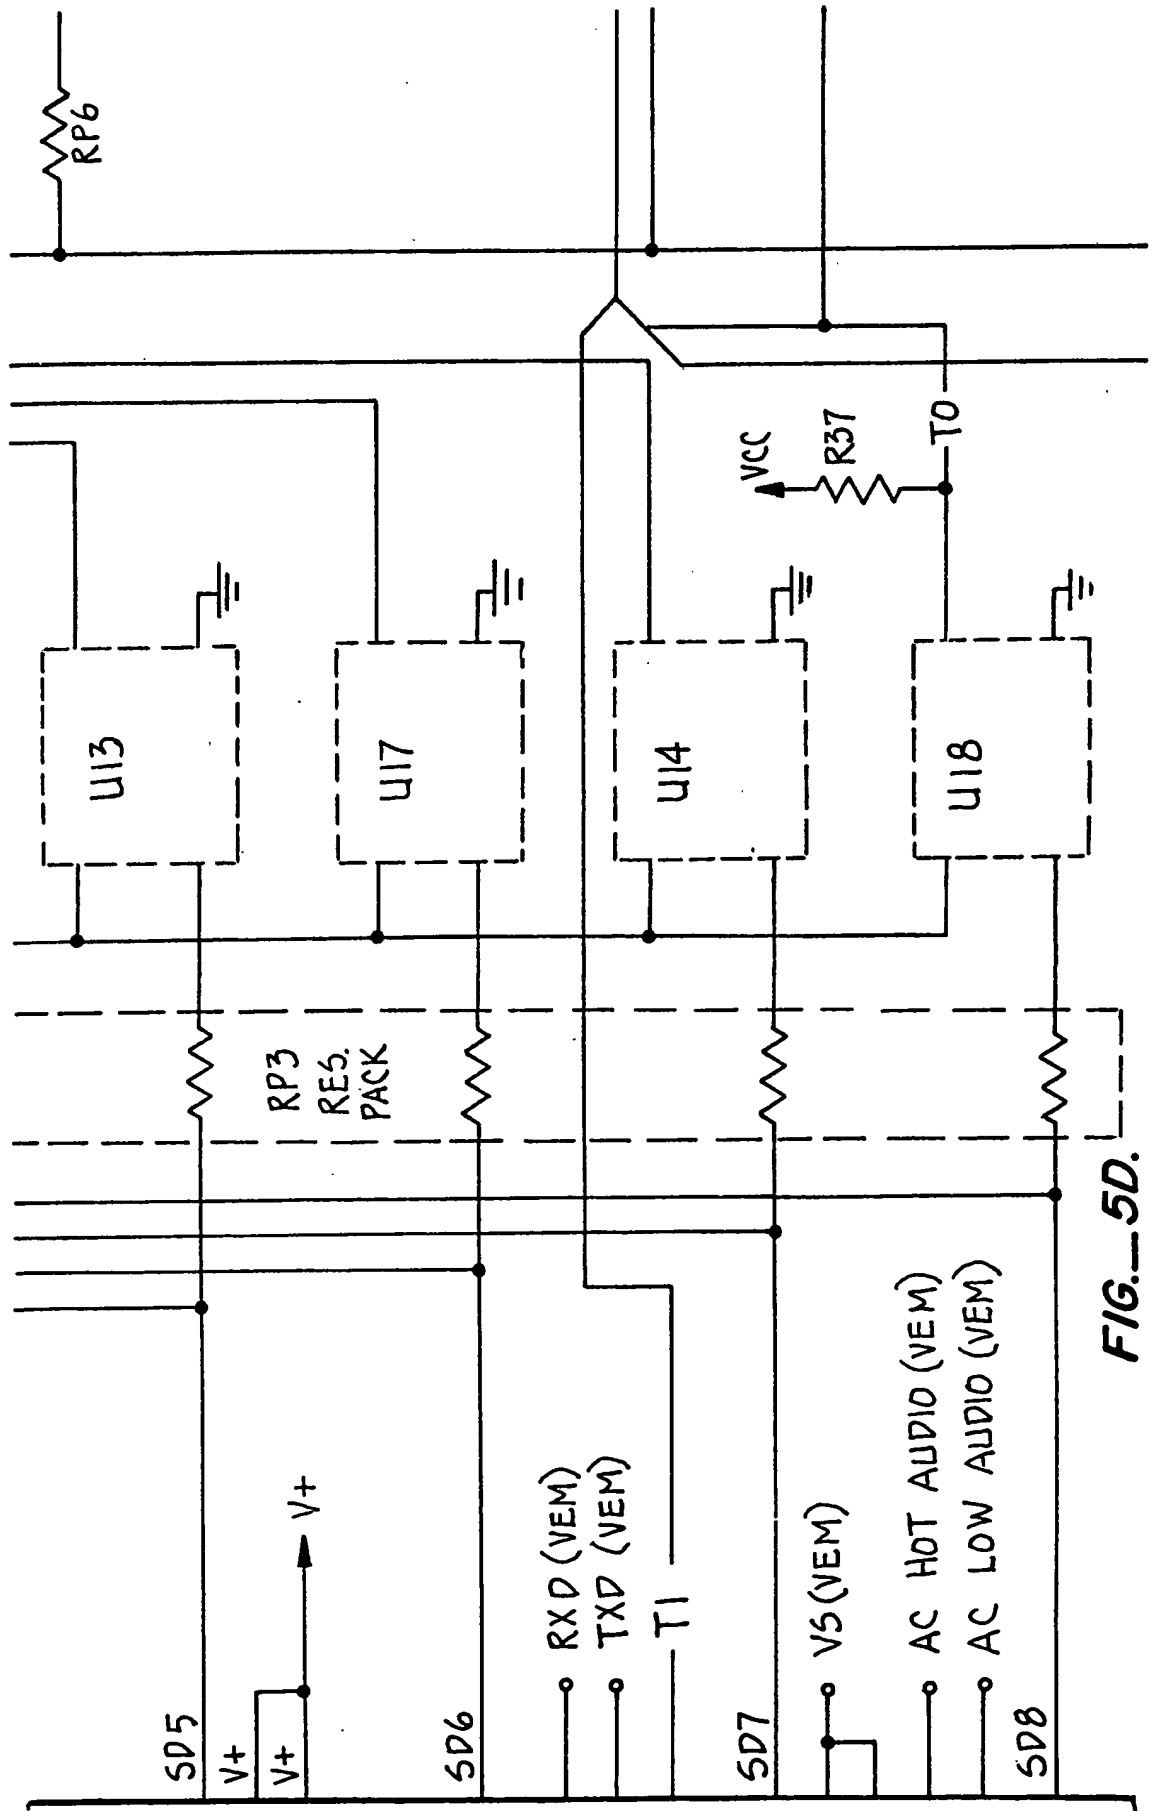 RP6
VCC
R37
TO
U13
U17
U14
U18
RP3
RES.
PACK
SD5
V+
V+
V+
SD6
RXD (VEM)
TXD (VEM)
T1
SD7
VS (VEM)
AC HOT AUDIO (VEM)
AC LOW AUDIO (VEM)
SD8
FIG._5D.